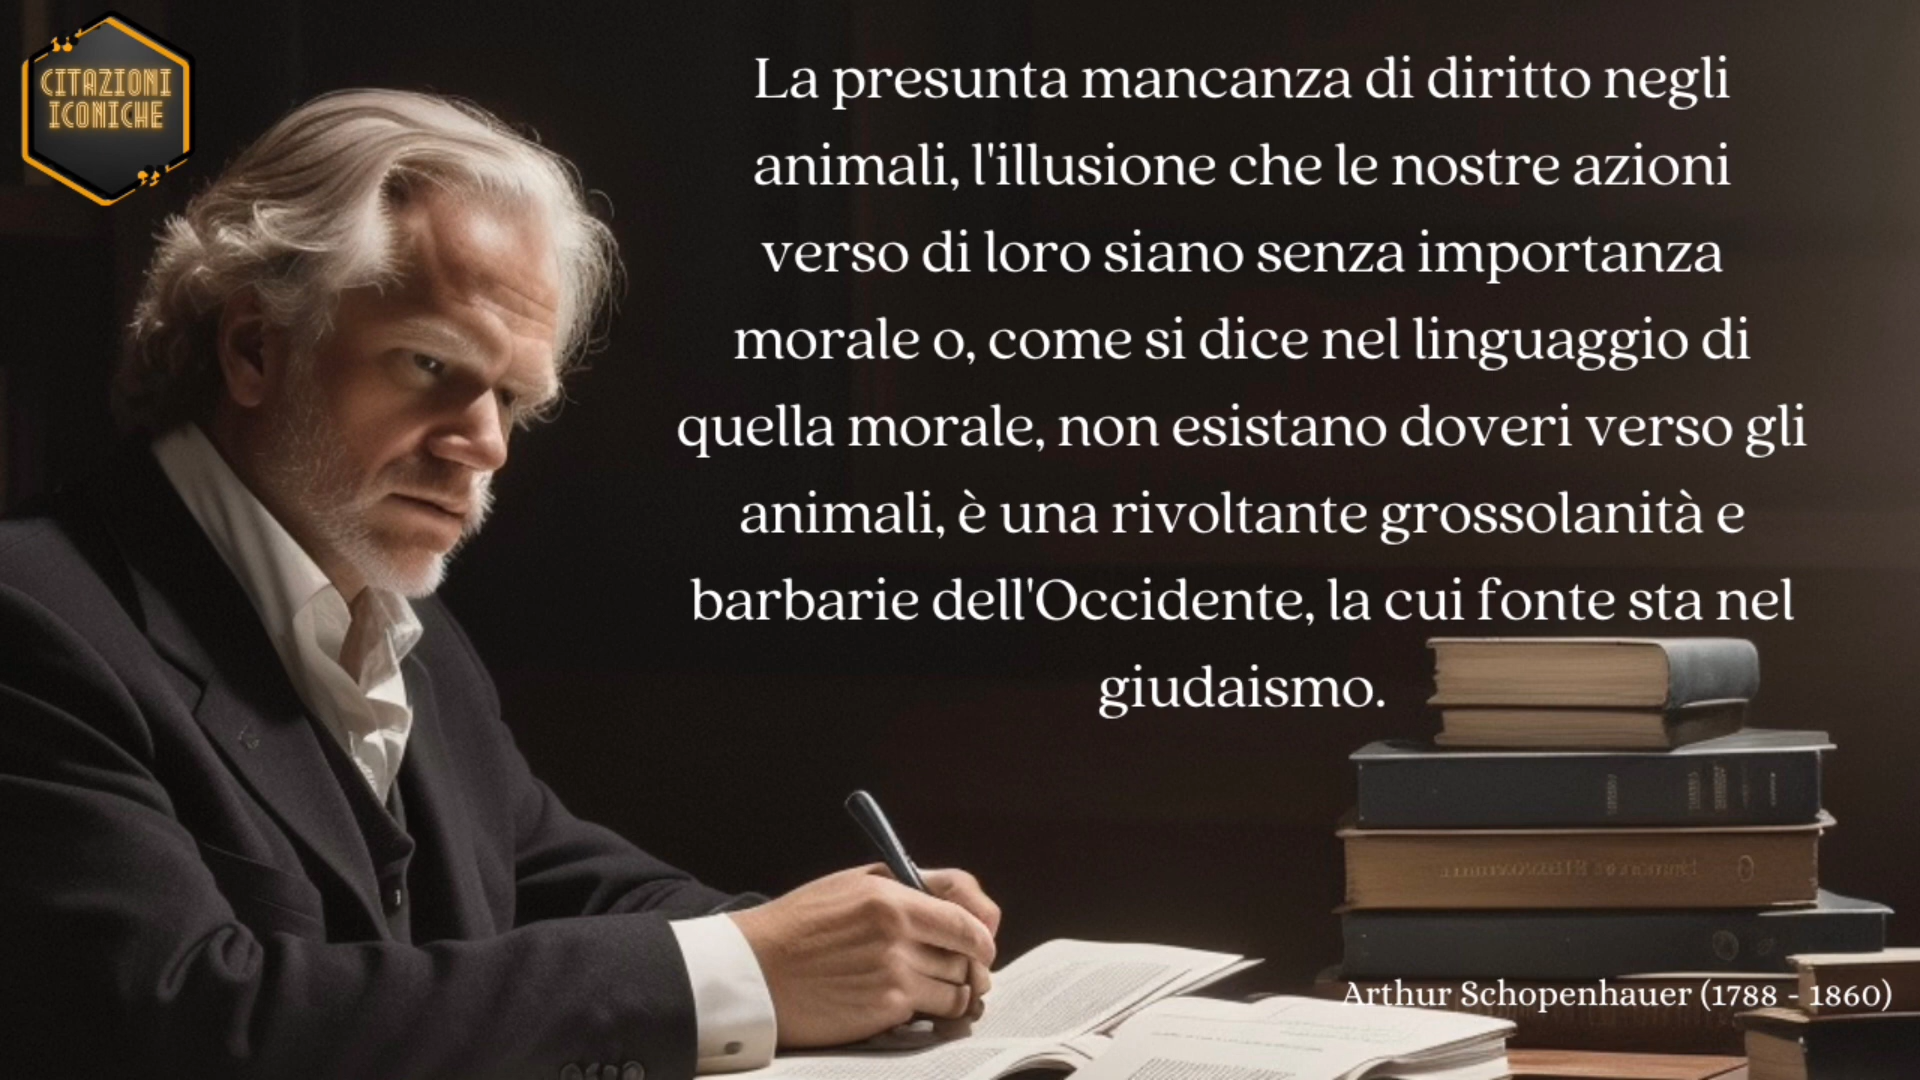 CITAZIONI
ICONICHE
La presunta mancanza di diritto negli
animali, l'illusione che le nostre azioni
verso di loro siano senza importanza
morale o, come si dice nel linguaggio di
quella morale, non esistano doveri verso gli
animali, è una rivoltante grossolanità e
barbarie dell'Occidente, la cui fonte sta nel
giudaismo.
Arthur Schopenhauer (1788 - 1860)